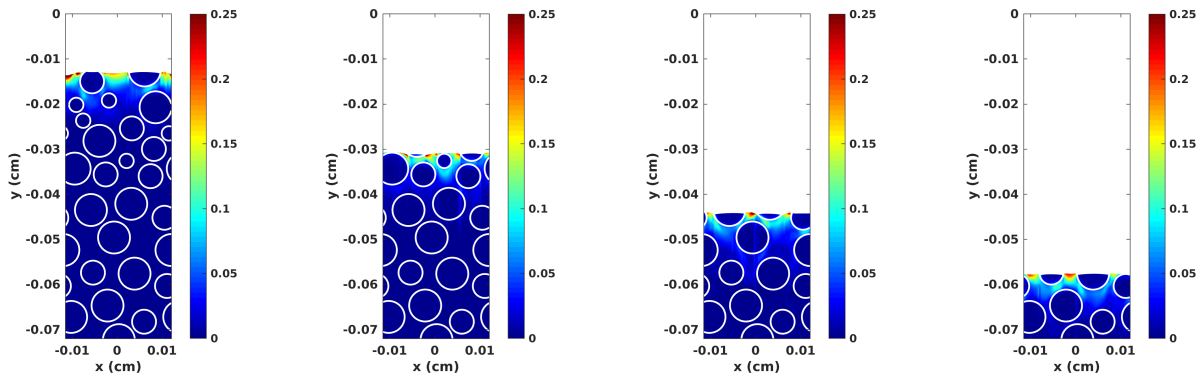 0 0.25 0 0.25 0 0.25 0 0.25
-0.01 0.2 -0.01 0.2 -0.01 0.2 -0.01 0.2
-0.02 -0.02 -0.02 -0.02
0.15 0.15 0.15 0.15
y (cm) -0.03 y (cm) -0.03 y (cm) -0.03 y (cm) -0.03
-0.04 0.1 -0.04 0.1 -0.04 0.1 -0.04 0.1
-0.05 -0.05 -0.05 -0.05
0.05 0.05 0.05 0.05
-0.06 -0.06 -0.06 -0.06
-0.07 0 -0.07 0 -0.07 0 -0.07 0
-0.01 0 0.01 -0.01 0 0.01 -0.01 0 0.01 -0.01 0 0.01
x (cm) x (cm) x (cm) x (cm)